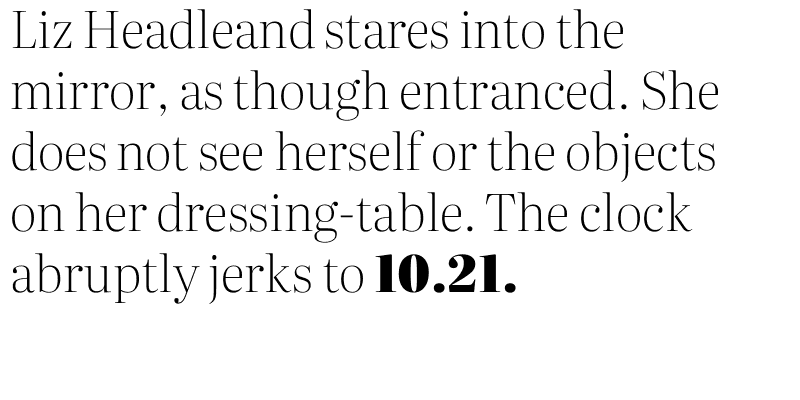 Liz Headleand stares into the
mirror, as though entranced. She
does not see herself or the objects
on her dressing-table. The clock
abruptly jerks to 10.21.